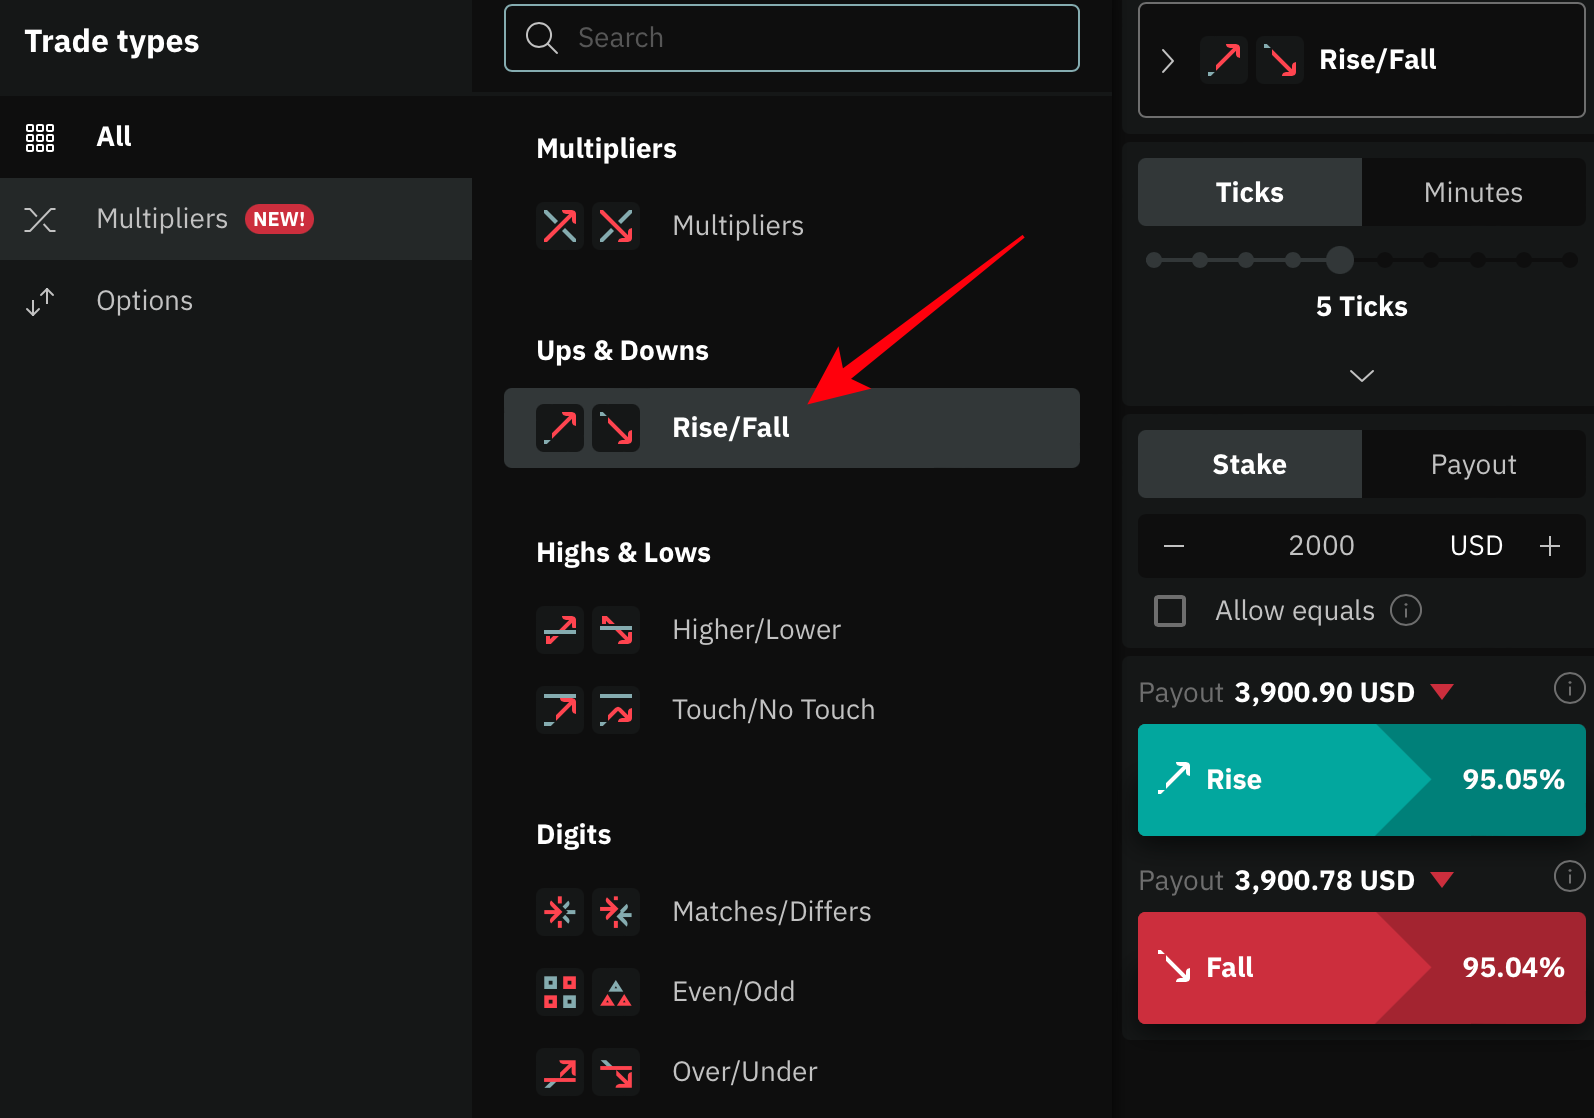 Trade types
All
Multipliers NEW!
Options
Search
Multipliers
Multipliers
Ups & Downs
Rise/Fall
Highs & Lows
Higher/Lower
Touch/No Touch
Digits
Matches/Differs
Even/Odd
Over/Under
Rise/Fall
Ticks Minutes
5 Ticks
Stake Payout
2000 USD
Allow equals
Payout 3,900.90 USD
Rise 95.05%
Payout 3,900.78 USD
Fall 95.04%